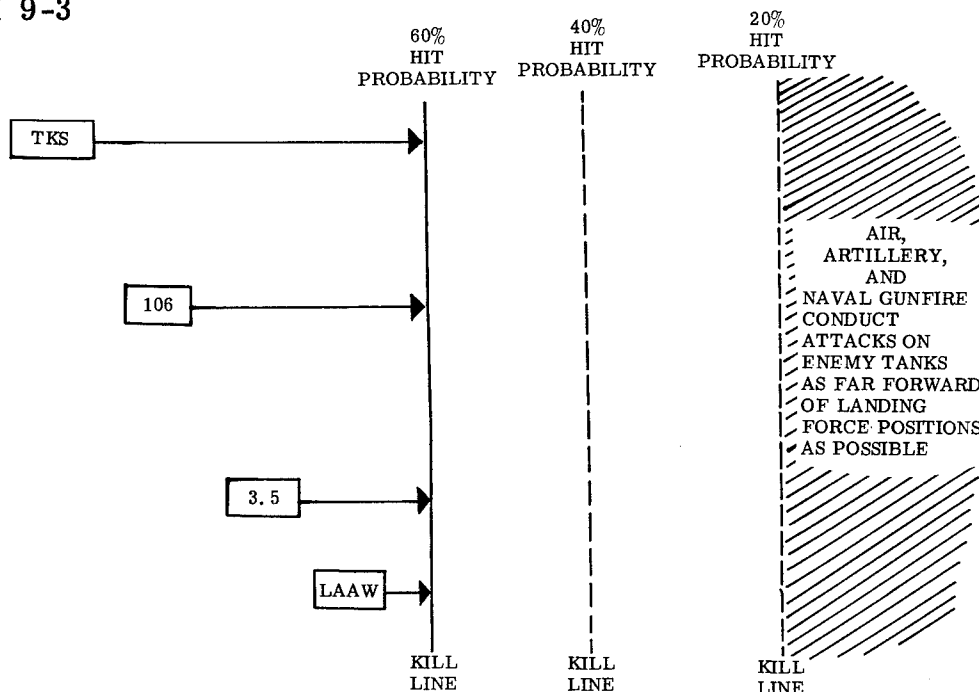 9-3
60%
HIT
PROBABILITY
40%
HIT
PROBABILITY
20%
HIT
PROBABILITY
TKS
106
3.5
LAAW
AIR,
ARTILLERY,
AND
NAVAL GUNFIRE
CONDUCT
ATTACKS ON
ENEMY TANKS
AS FAR FORWARD
OF LANDING
FORCE POSITIONS
AS POSSIBLE
KILL
LINE
KILL
LINE
KILL
LINE